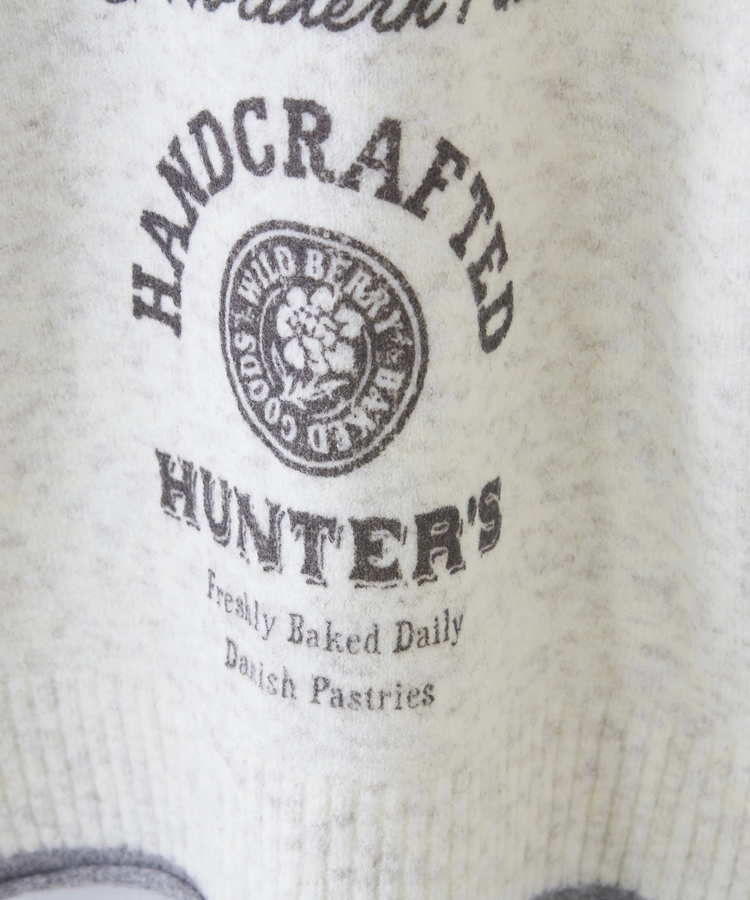 HANDCRAFTED
WILD BERRY
BAKED GOODS
HUNTER'S
Freshly Baked Daily
Danish Pastries